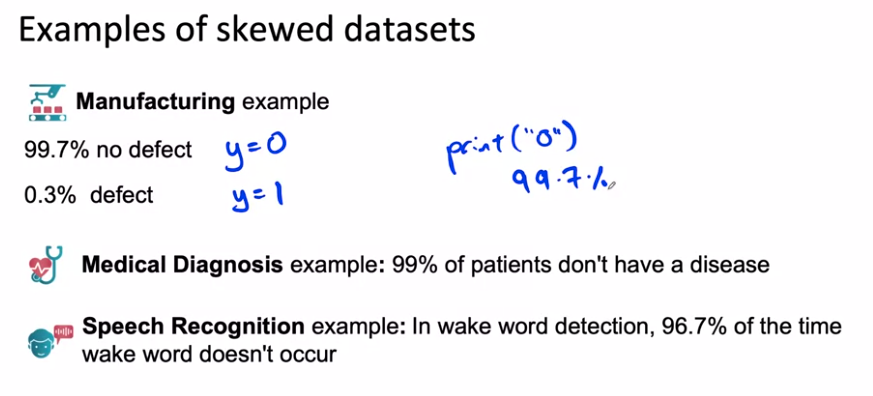 Examples of skewed datasets
Manufacturing example
99.7% no defect y=0
0.3% defect y=1
print("0")
99.7%
Medical Diagnosis example: 99% of patients don't have a disease
Speech Recognition example: In wake word detection, 96.7% of the time
wake word doesn't occur